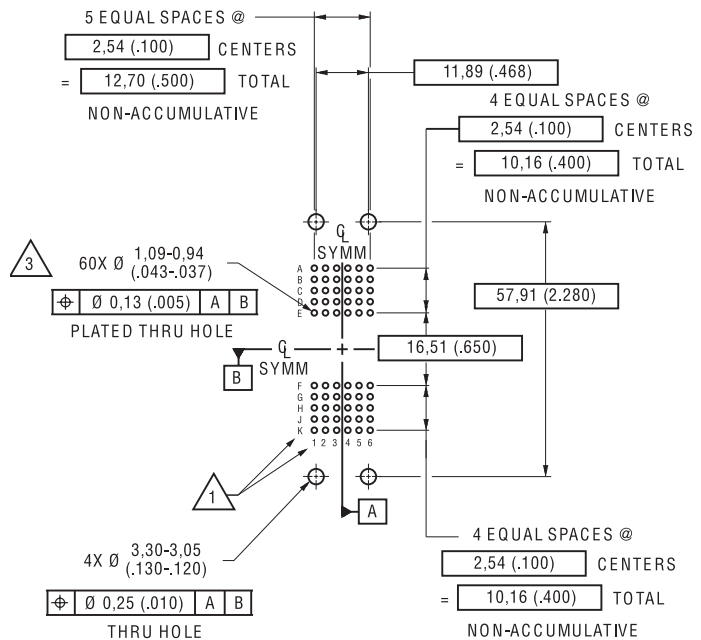 5 EQUAL SPACES @
2,54 (.100) CENTERS
= 12,70 (.500) TOTAL
NON-ACCUMULATIVE
11,89 (.468)
4 EQUAL SPACES @
2,54 (.100) CENTERS
= 10,16 (.400) TOTAL
NON-ACCUMULATIVE
℄
SYMM
3
60X Ø 1,09-0,94
(.043-.037)
⌖ Ø 0,13 (.005) A B
PLATED THRU HOLE
A
B
C
D
E
57,91 (2.280)
℄
SYMM
B
16,51 (.650)
F
G
H
J
K
1 2 3 4 5 6
1
A
4X Ø 3,30-3,05
(.130-.120)
⌖ Ø 0,25 (.010) A B
THRU HOLE
4 EQUAL SPACES @
2,54 (.100) CENTERS
= 10,16 (.400) TOTAL
NON-ACCUMULATIVE